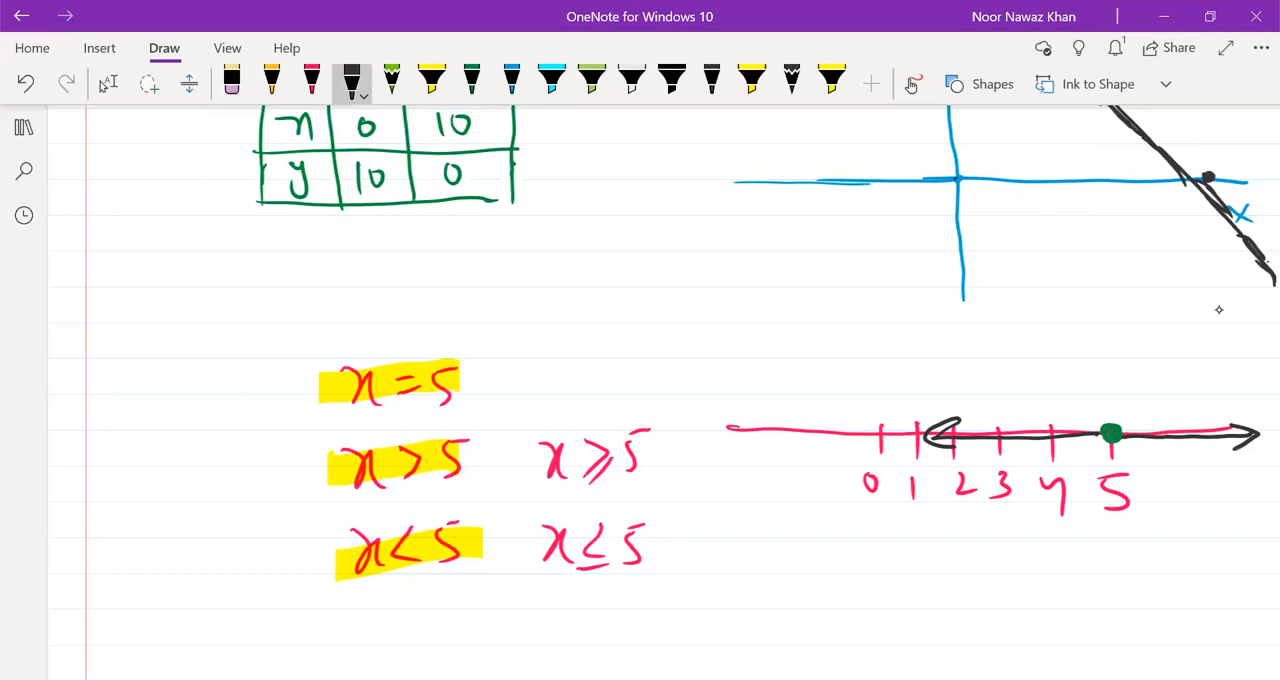 OneNote for Windows 10
Noor Nawaz Khan
Home Insert Draw View Help
1 Share
Shapes Ink to Shape
x 0 10
y 10 0
x
x = 5
x > 5 x ≥ 5
x < 5 x ≤ 5
0 1 2 3 4 5